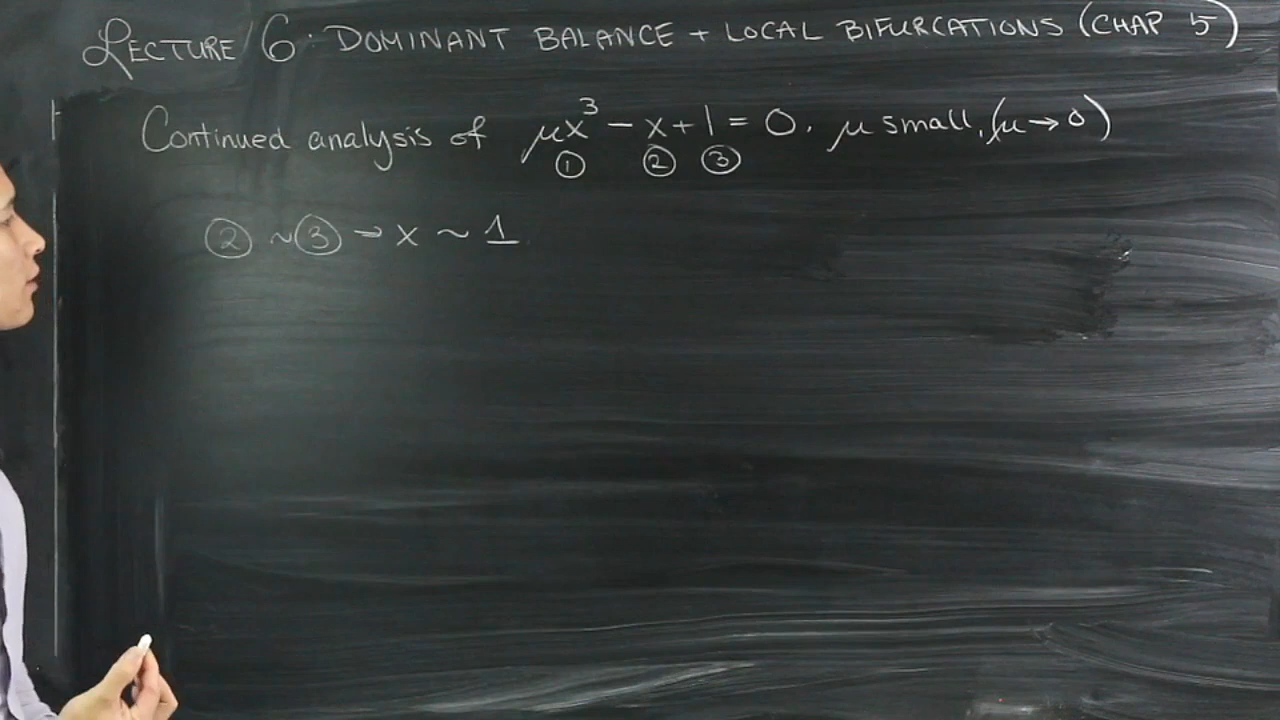 LECTURE 6. DOMINANT BALANCE + LOCAL BIFURCATIONS (CHAP 5)
Continued analysis of μx³ - x + 1 = 0. μ small, (μ → 0)
① ② ③
② ~ ③ → x ~ 1